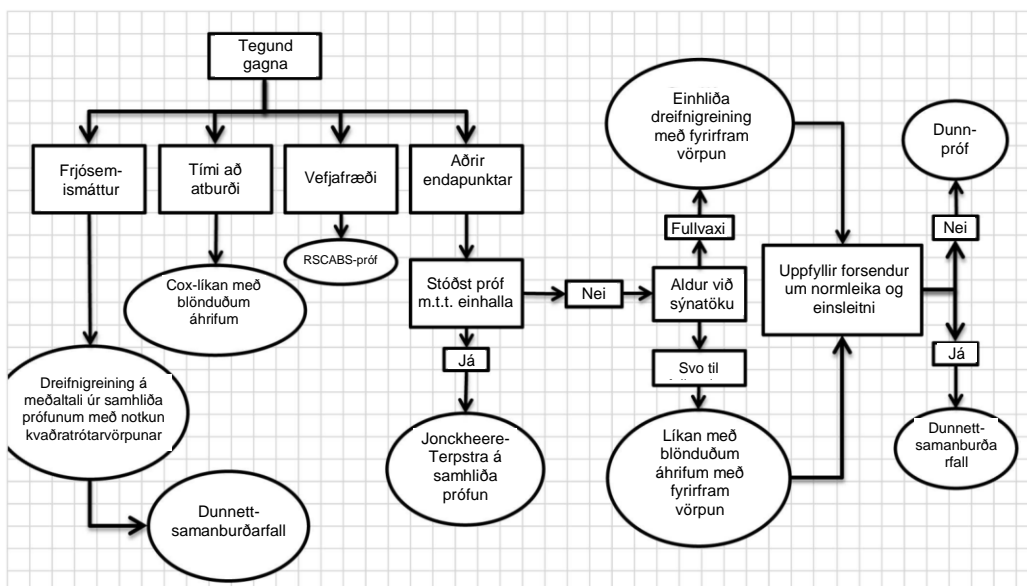 Tegund
gagna
Frjósem-
ismáttur
Tími að
atburði
Vefjafræði
Aðrir
endapunktar
Dreifnigreining á
meðaltali úr samhliða
prófunum með notkun
kvaðratrótarvörpunar
Dunnett-
samanburðarfall
Cox-líkan með
blönduðum
áhrifum
RSCABS-próf
Stóðst próf
m.t.t. einhalla
Já
Jonckheere-
Terpstra á
samhliða
prófun
Nei
Aldur við
sýnatöku
Fullvaxi
Einhliða
dreifnigreining
með fyrirfram
vörpun
Svo til
Líkan með
blönduðum
áhrifum með
fyrirfram
vörpun
Uppfyllir forsendur
um normleika og
einsleitni
Nei
Dunn-
próf
Já
Dunnett-
samanburða
rfall